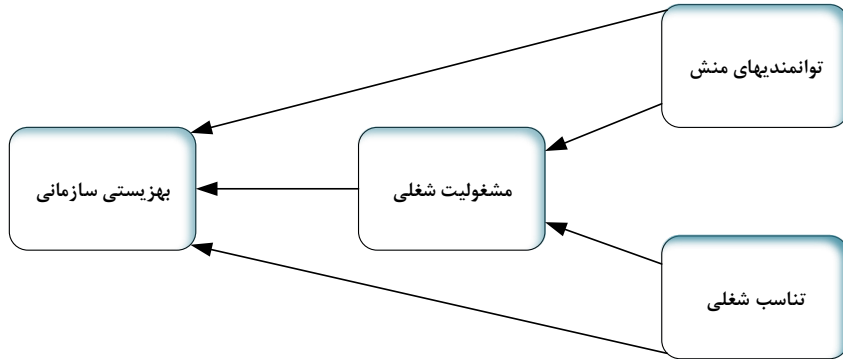 توانمندیهای منش
مشغولیت شغلی
بهزیستی سازمانی
تناسب شغلی